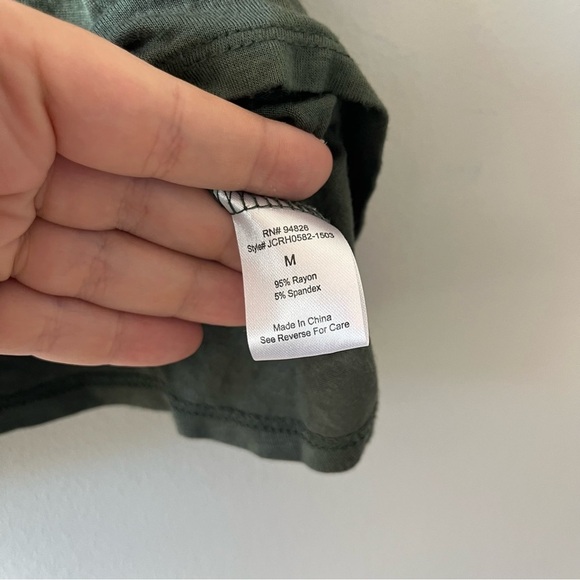 RN# 94826
Style# JCRH0582-1503
M
95% Rayon
5% Spandex
Made In China
See Reverse For Care